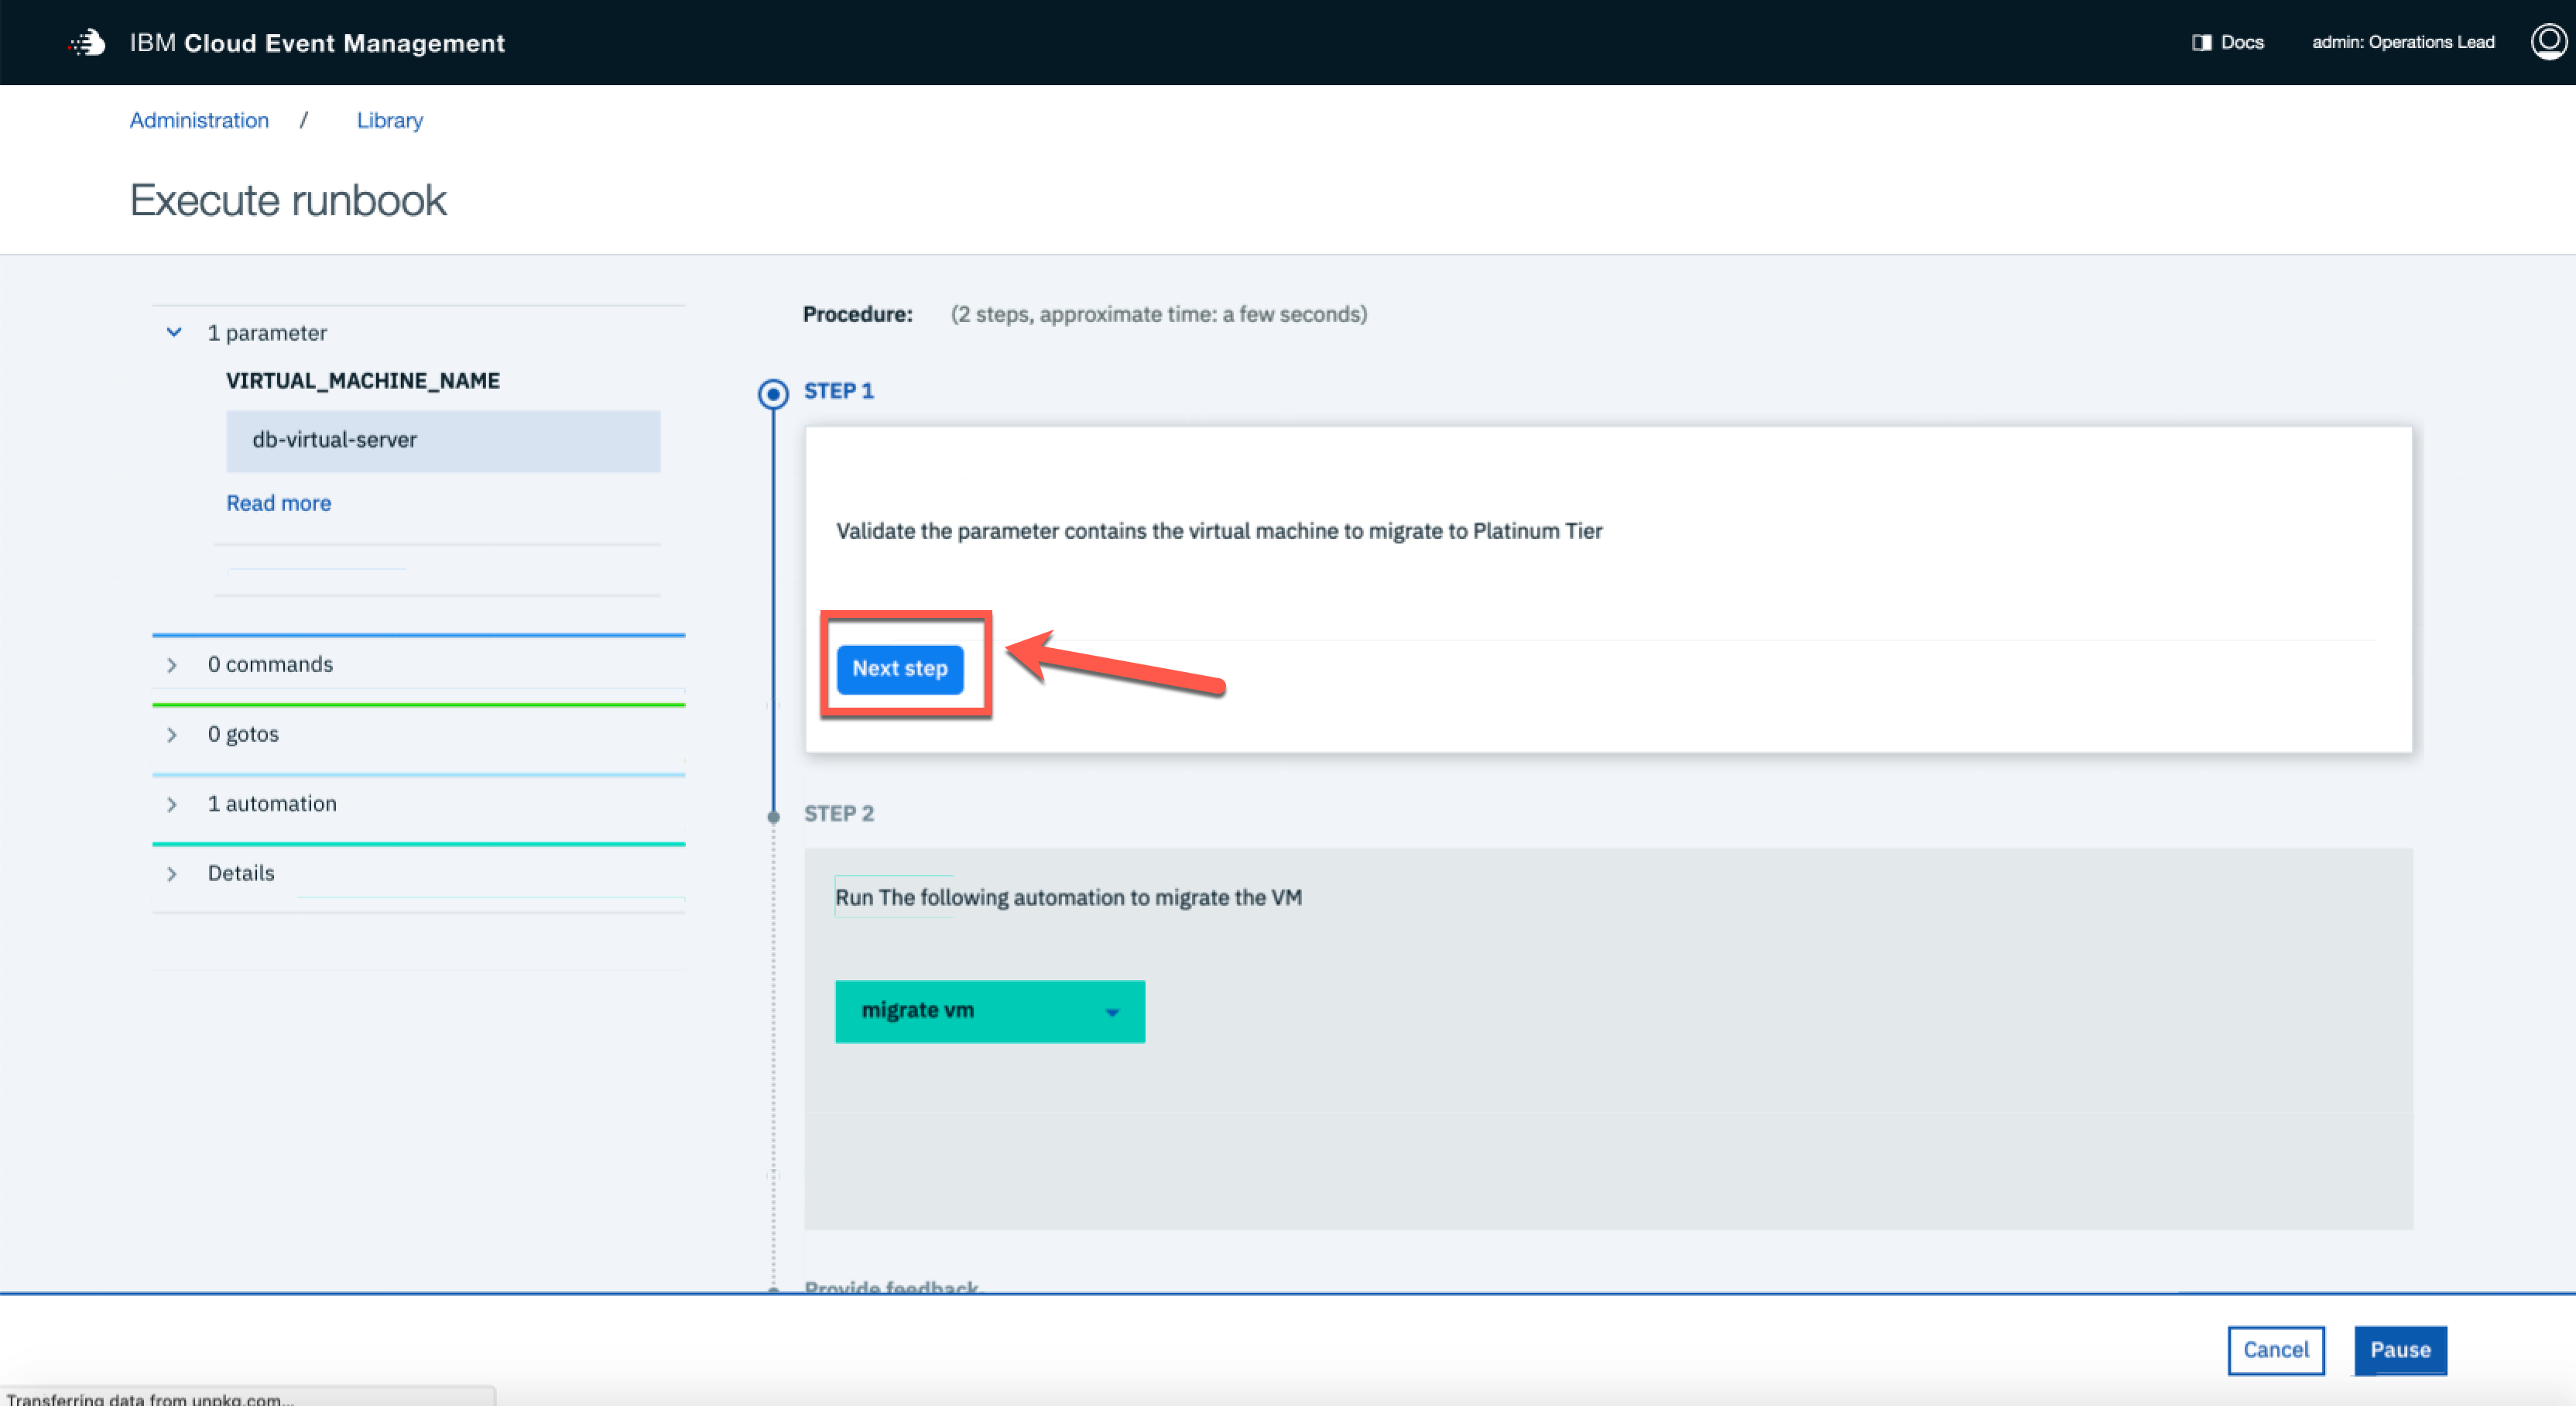 IBM Cloud Event Management
Docs
admin: Operations Lead
Administration / Library
Execute runbook
1 parameter
VIRTUAL_MACHINE_NAME
db-virtual-server
Read more
0 commands
0 gotos
1 automation
Details
Procedure: (2 steps, approximate time: a few seconds)
STEP 1
Validate the parameter contains the virtual machine to migrate to Platinum Tier
Next step
STEP 2
Run The following automation to migrate the VM
migrate vm
Provide feedback.
Cancel
Pause
Transferring data from unpkg.com...